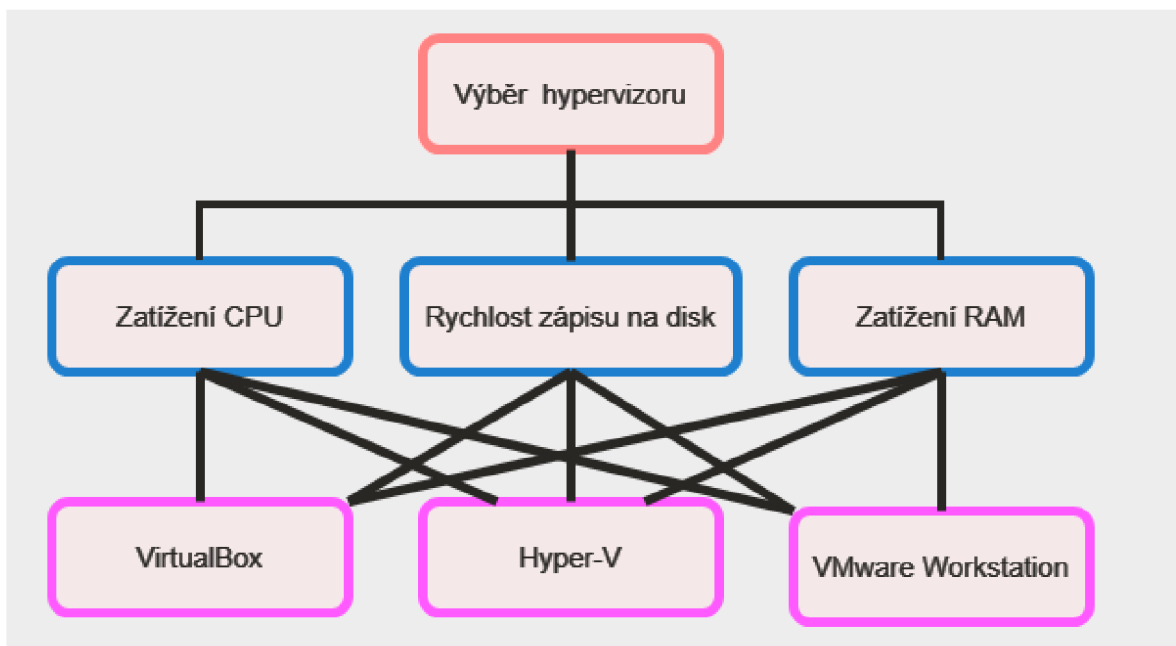 Výběr hypervizoru
Zatížení CPU
Rychlost zápisu na disk
Zatížení RAM
VirtualBox
Hyper-V
VMware Workstation